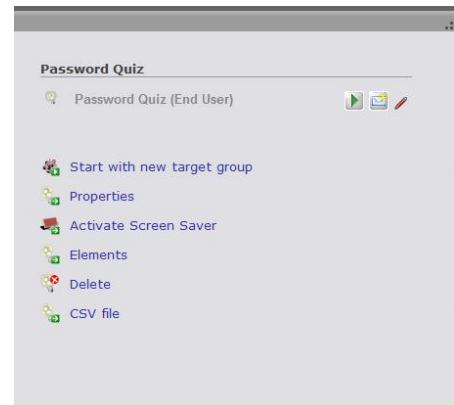 Password Quiz
Password Quiz (End User)
Start with new target group
Properties
Activate Screen Saver
Elements
Delete
CSV file